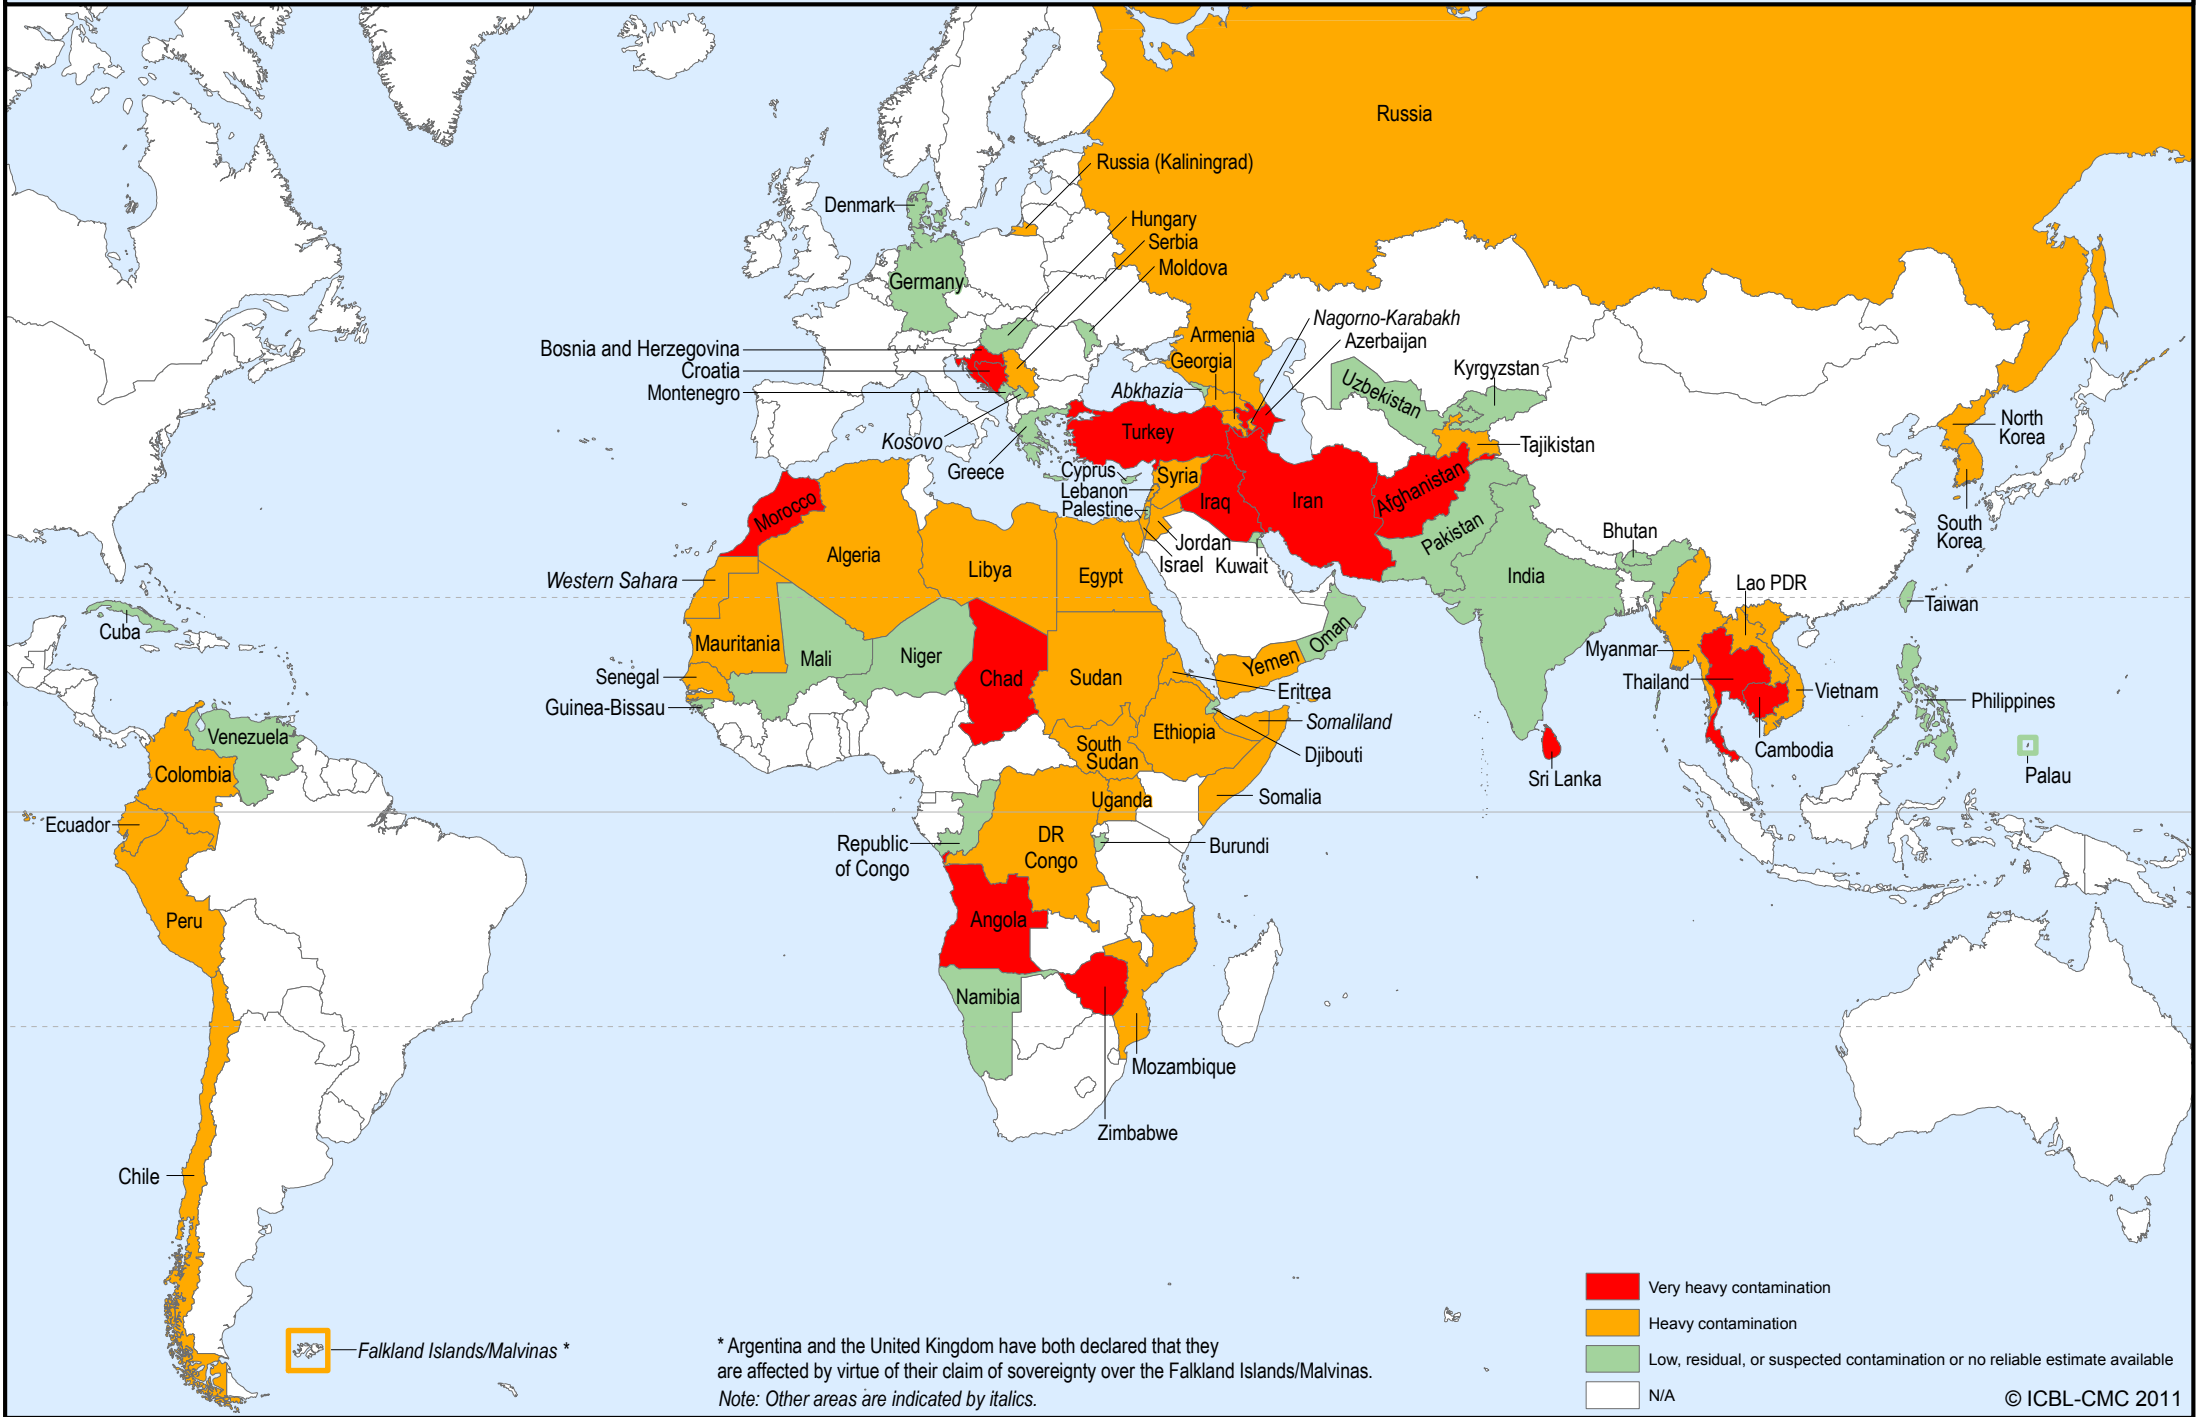 Russia
Russia (Kaliningrad)
Denmark
Hungary
Serbia
Moldova
Germany
Nagorno-Karabakh
Azerbaijan
Armenia
Georgia
Bosnia and Herzegovina
Croatia
Montenegro
Abkhazia
Kyrgyzstan
Uzbekistan
Kosovo
Greece
Turkey
Tajikistan
North
Korea
Cyprus
Lebanon
Palestine
Syria
Iraq
Iran
Afghanistan
Pakistan
South
Korea
Morocco
Algeria
Libya
Egypt
Jordan
Israel
Kuwait
Bhutan
India
Lao PDR
Taiwan
Western Sahara
Cuba
Mauritania
Mali
Niger
Chad
Sudan
Yemen
Oman
Myanmar
Thailand
Vietnam
Philippines
Senegal
Guinea-Bissau
Eritrea
Somaliland
Djibouti
Ethiopia
South
Sudan
Cambodia
Sri Lanka
Palau
Venezuela
Colombia
Ecuador
Uganda
Somalia
Republic
of Congo
DR
Congo
Burundi
Peru
Angola
Namibia
Mozambique
Zimbabwe
Chile
Falkland Islands/Malvinas *
* Argentina and the United Kingdom have both declared that they
are affected by virtue of their claim of sovereignty over the Falkland Islands/Malvinas.
Note: Other areas are indicated by italics.
Very heavy contamination
Heavy contamination
Low, residual, or suspected contamination or no reliable estimate available
N/A
© ICBL-CMC 2011